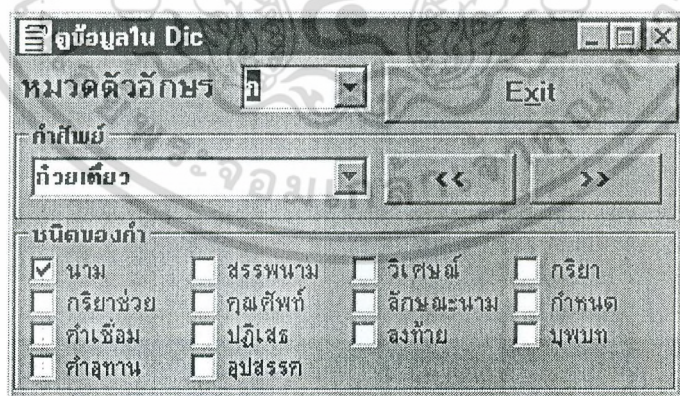 ดูข้อมูลใน Dic
หมวดตัวอักษร ก Exit
คำศัพย์
ก๋วยเตี๋ยว << >>
ชนิดของคำ
นาม สรรพนาม วิเศษณ์ กริยา
กริยาช่วย คุณศัพท์ ลักษณะนาม กำหนด
คำเชื่อม ปฏิเสธ ลงท้าย บุพบท
คำอุทาน อุปสรรค